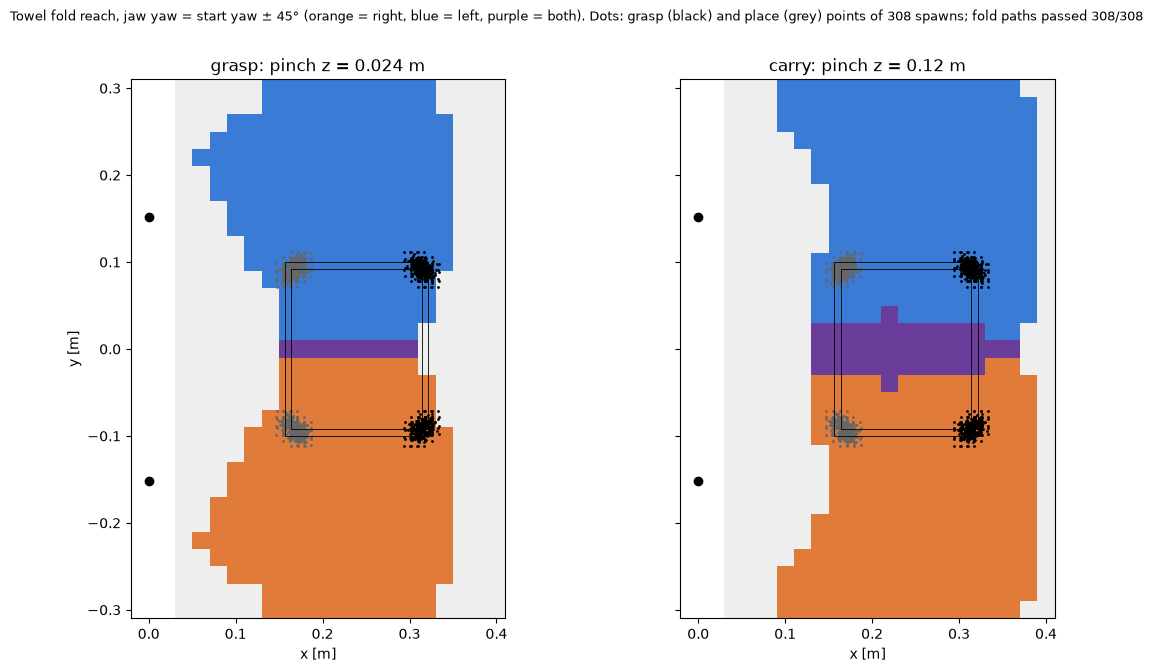 Towel fold reach, jaw yaw = start yaw ± 45° (orange = right, blue = left, purple = both). Dots: grasp (black) and place (grey) points of 308 spawns; fold paths passed 308/308
grasp: pinch z = 0.024 m
carry: pinch z = 0.12 m
0.3
0.2
0.1
0.0
−0.1
−0.2
−0.3
y [m]
0.0 0.1 0.2 0.3 0.4
0.0 0.1 0.2 0.3 0.4
x [m]
x [m]